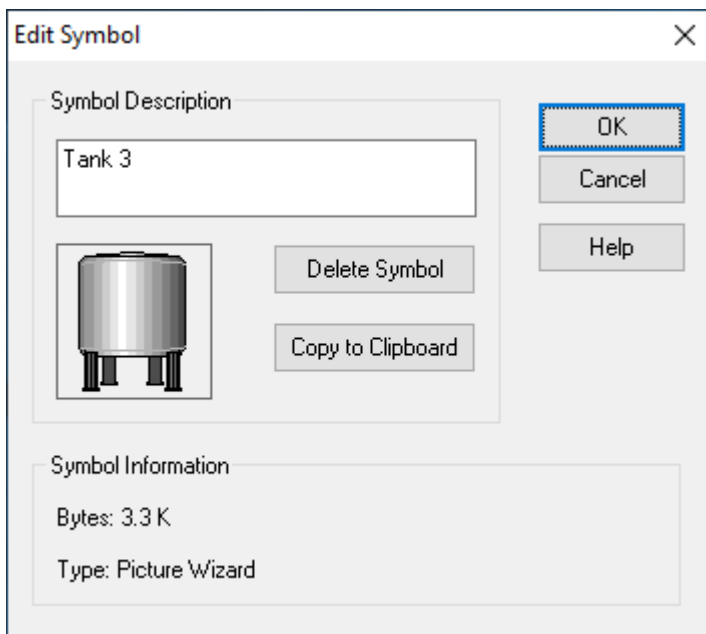 Edit Symbol
Symbol Description
Tank 3
OK
Cancel
Help
Delete Symbol
Copy to Clipboard
Symbol Information
Bytes: 3.3 K
Type: Picture Wizard